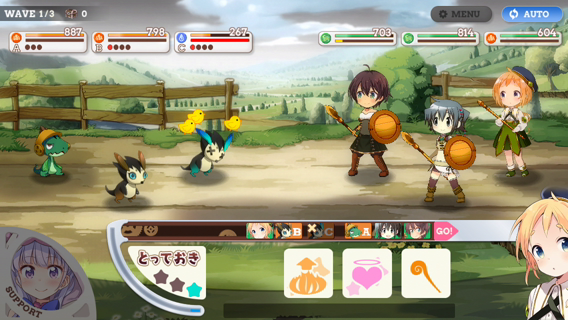 WAVE 1/3 0
MENU
AUTO
887
798
267
703
814
604
A
B
C
B C A GO!
とっておき
SUPPORT